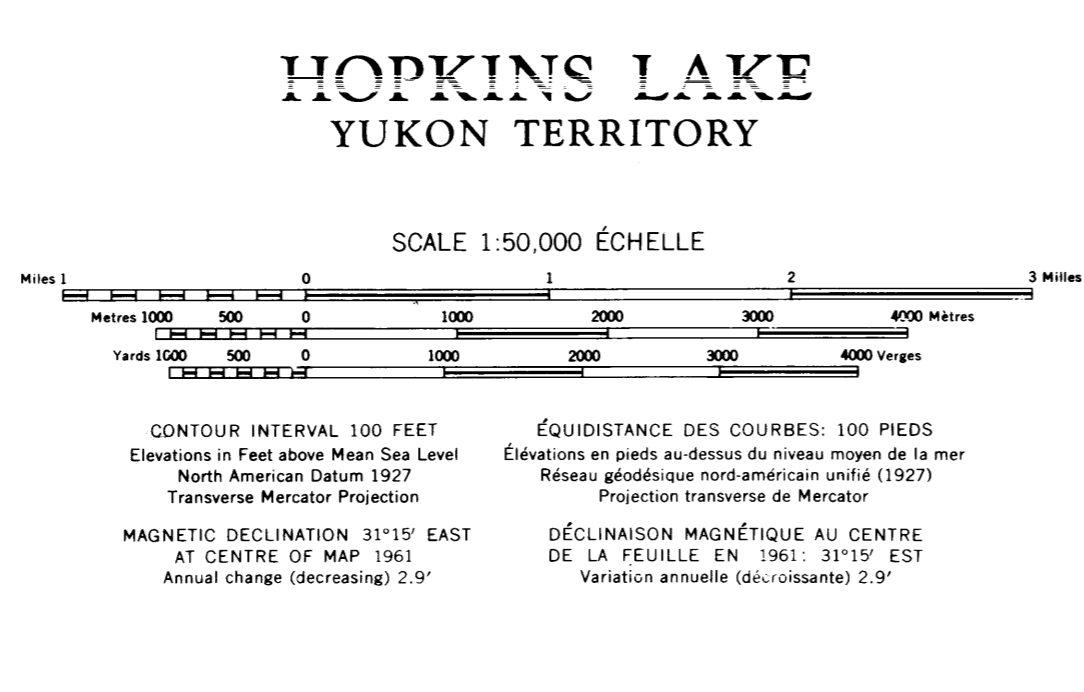 HOPKINS LAKE
YUKON TERRITORY
SCALE 1:50,000 ÉCHELLE
Miles 1 0 1 2 3 Milles
Metres 1000 500 0 1000 2000 3000 4000 Mètres
Yards 1000 500 0 1000 2000 3000 4000 Verges
CONTOUR INTERVAL 100 FEET
Elevations in Feet above Mean Sea Level
North American Datum 1927
Transverse Mercator Projection
MAGNETIC DECLINATION 31°15′ EAST
AT CENTRE OF MAP 1961
Annual change (decreasing) 2.9′
ÉQUIDISTANCE DES COURBES: 100 PIEDS
Élévations en pieds au-dessus du niveau moyen de la mer
Réseau géodésique nord-américain unifié (1927)
Projection transverse de Mercator
DÉCLINAISON MAGNÉTIQUE AU CENTRE
DE LA FEUILLE EN 1961: 31°15′ EST
Variation annuelle (décroissante) 2.9′